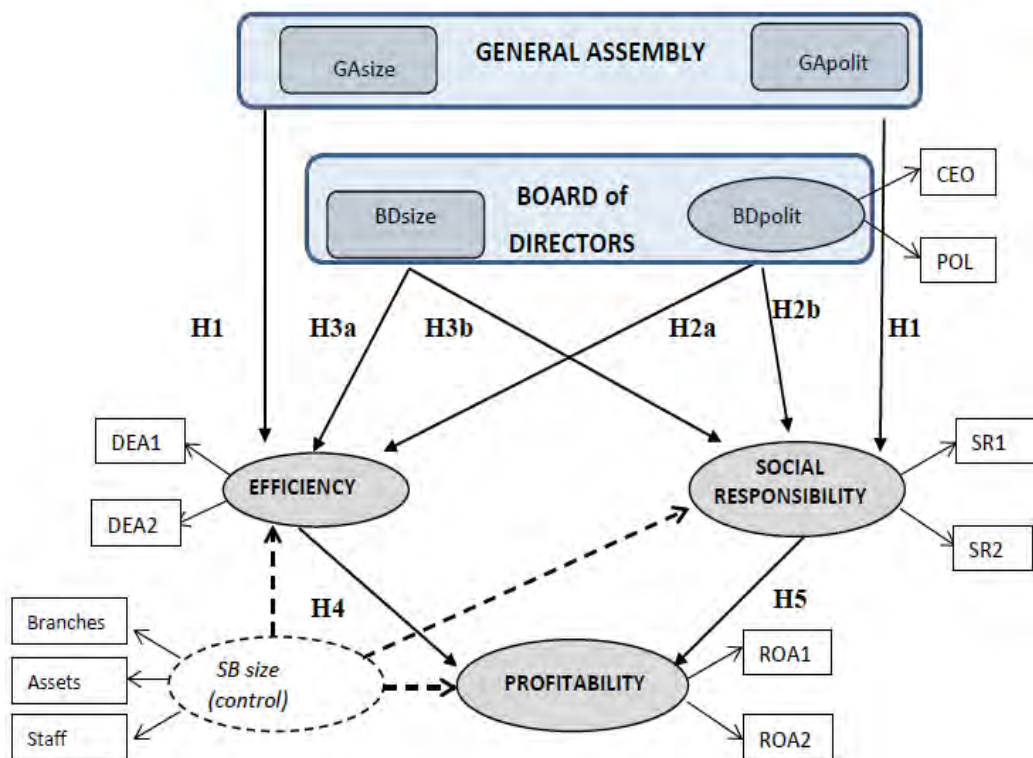 GENERAL ASSEMBLY
GAsize
GApolit
BOARD of
DIRECTORS
BDsize
BDpolit
CEO
POL
H1
H3a
H3b
H2a
H2b
H1
DEA1
DEA2
EFFICIENCY
SOCIAL
RESPONSIBILITY
SR1
SR2
H4
H5
Branches
Assets
Staff
SB size
(control)
PROFITABILITY
ROA1
ROA2